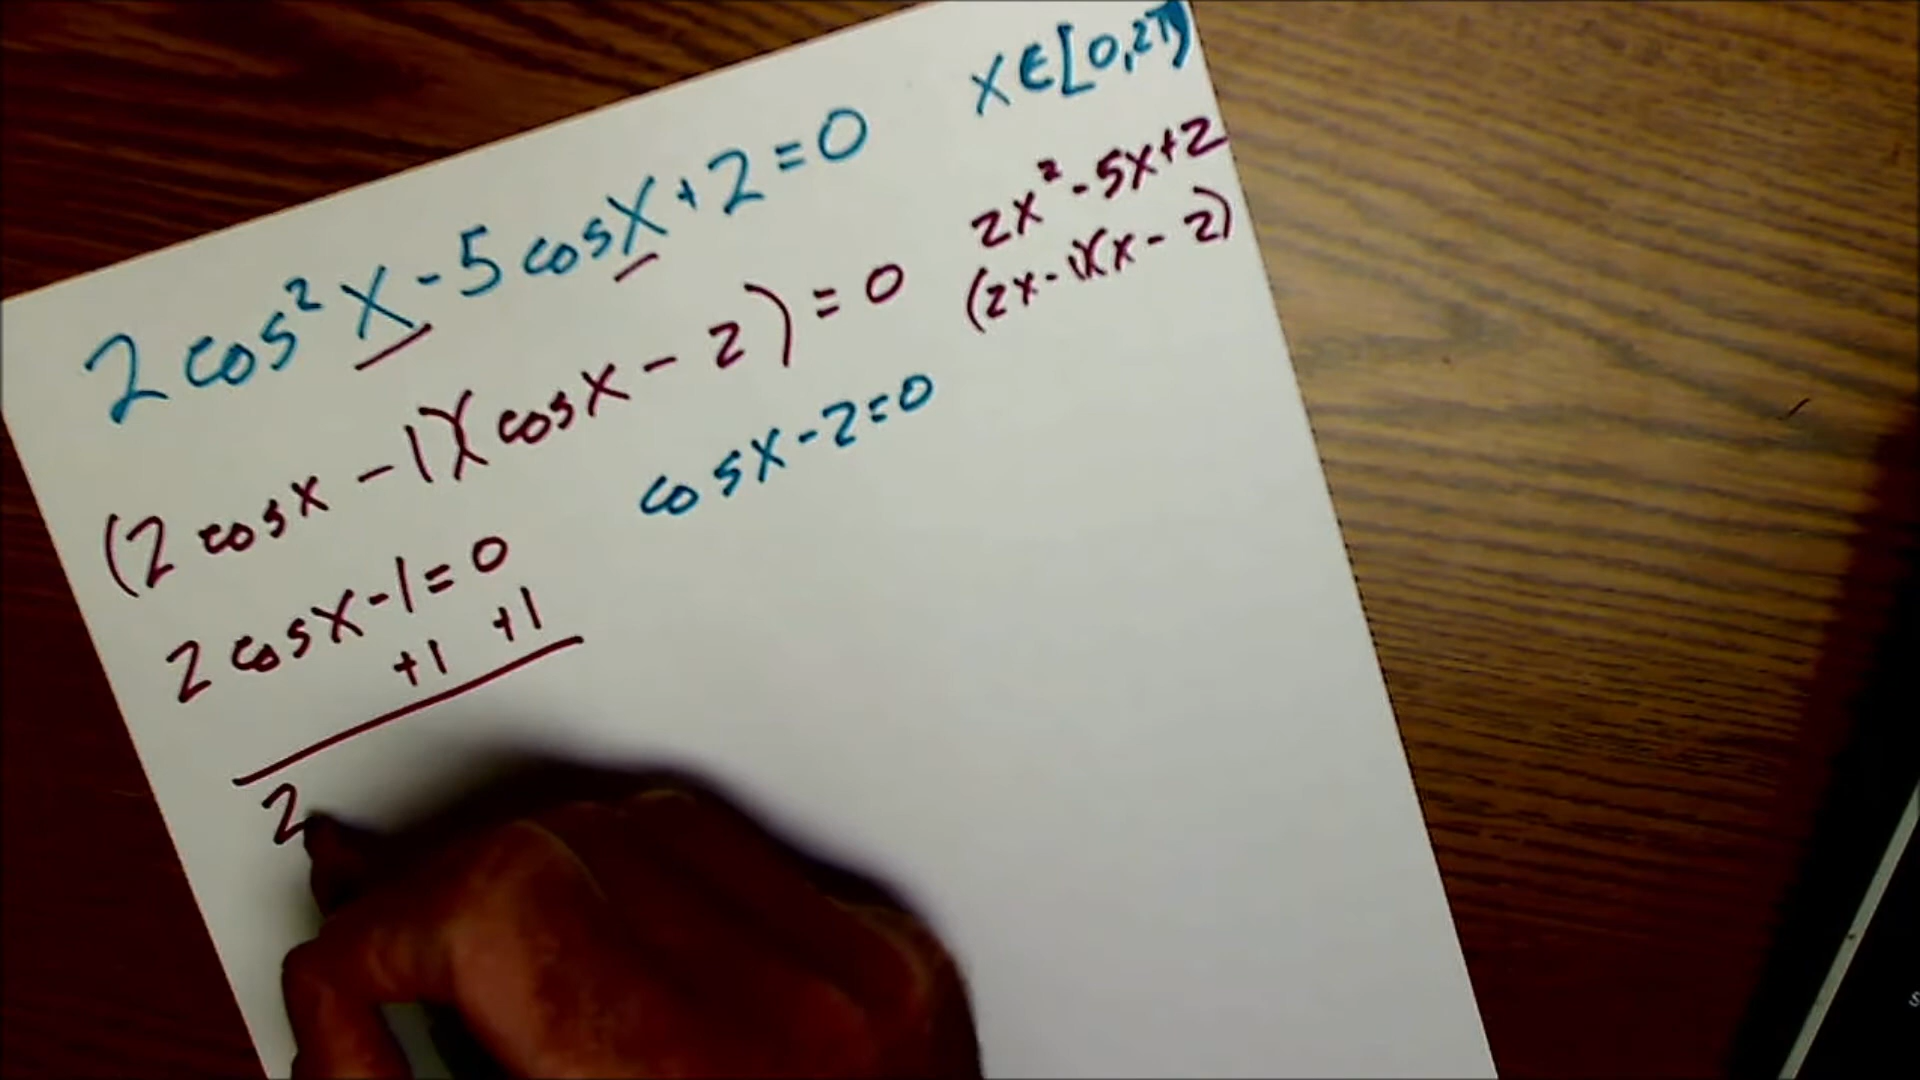 x∈[0,2π)
2cos²x-5cosx+2=0
2x²-5x+2
(2x-1)(x-2)
(2cosx-1)(cosx-2)=0
cosx-2=0
2cosx-1=0
+1 +1
2